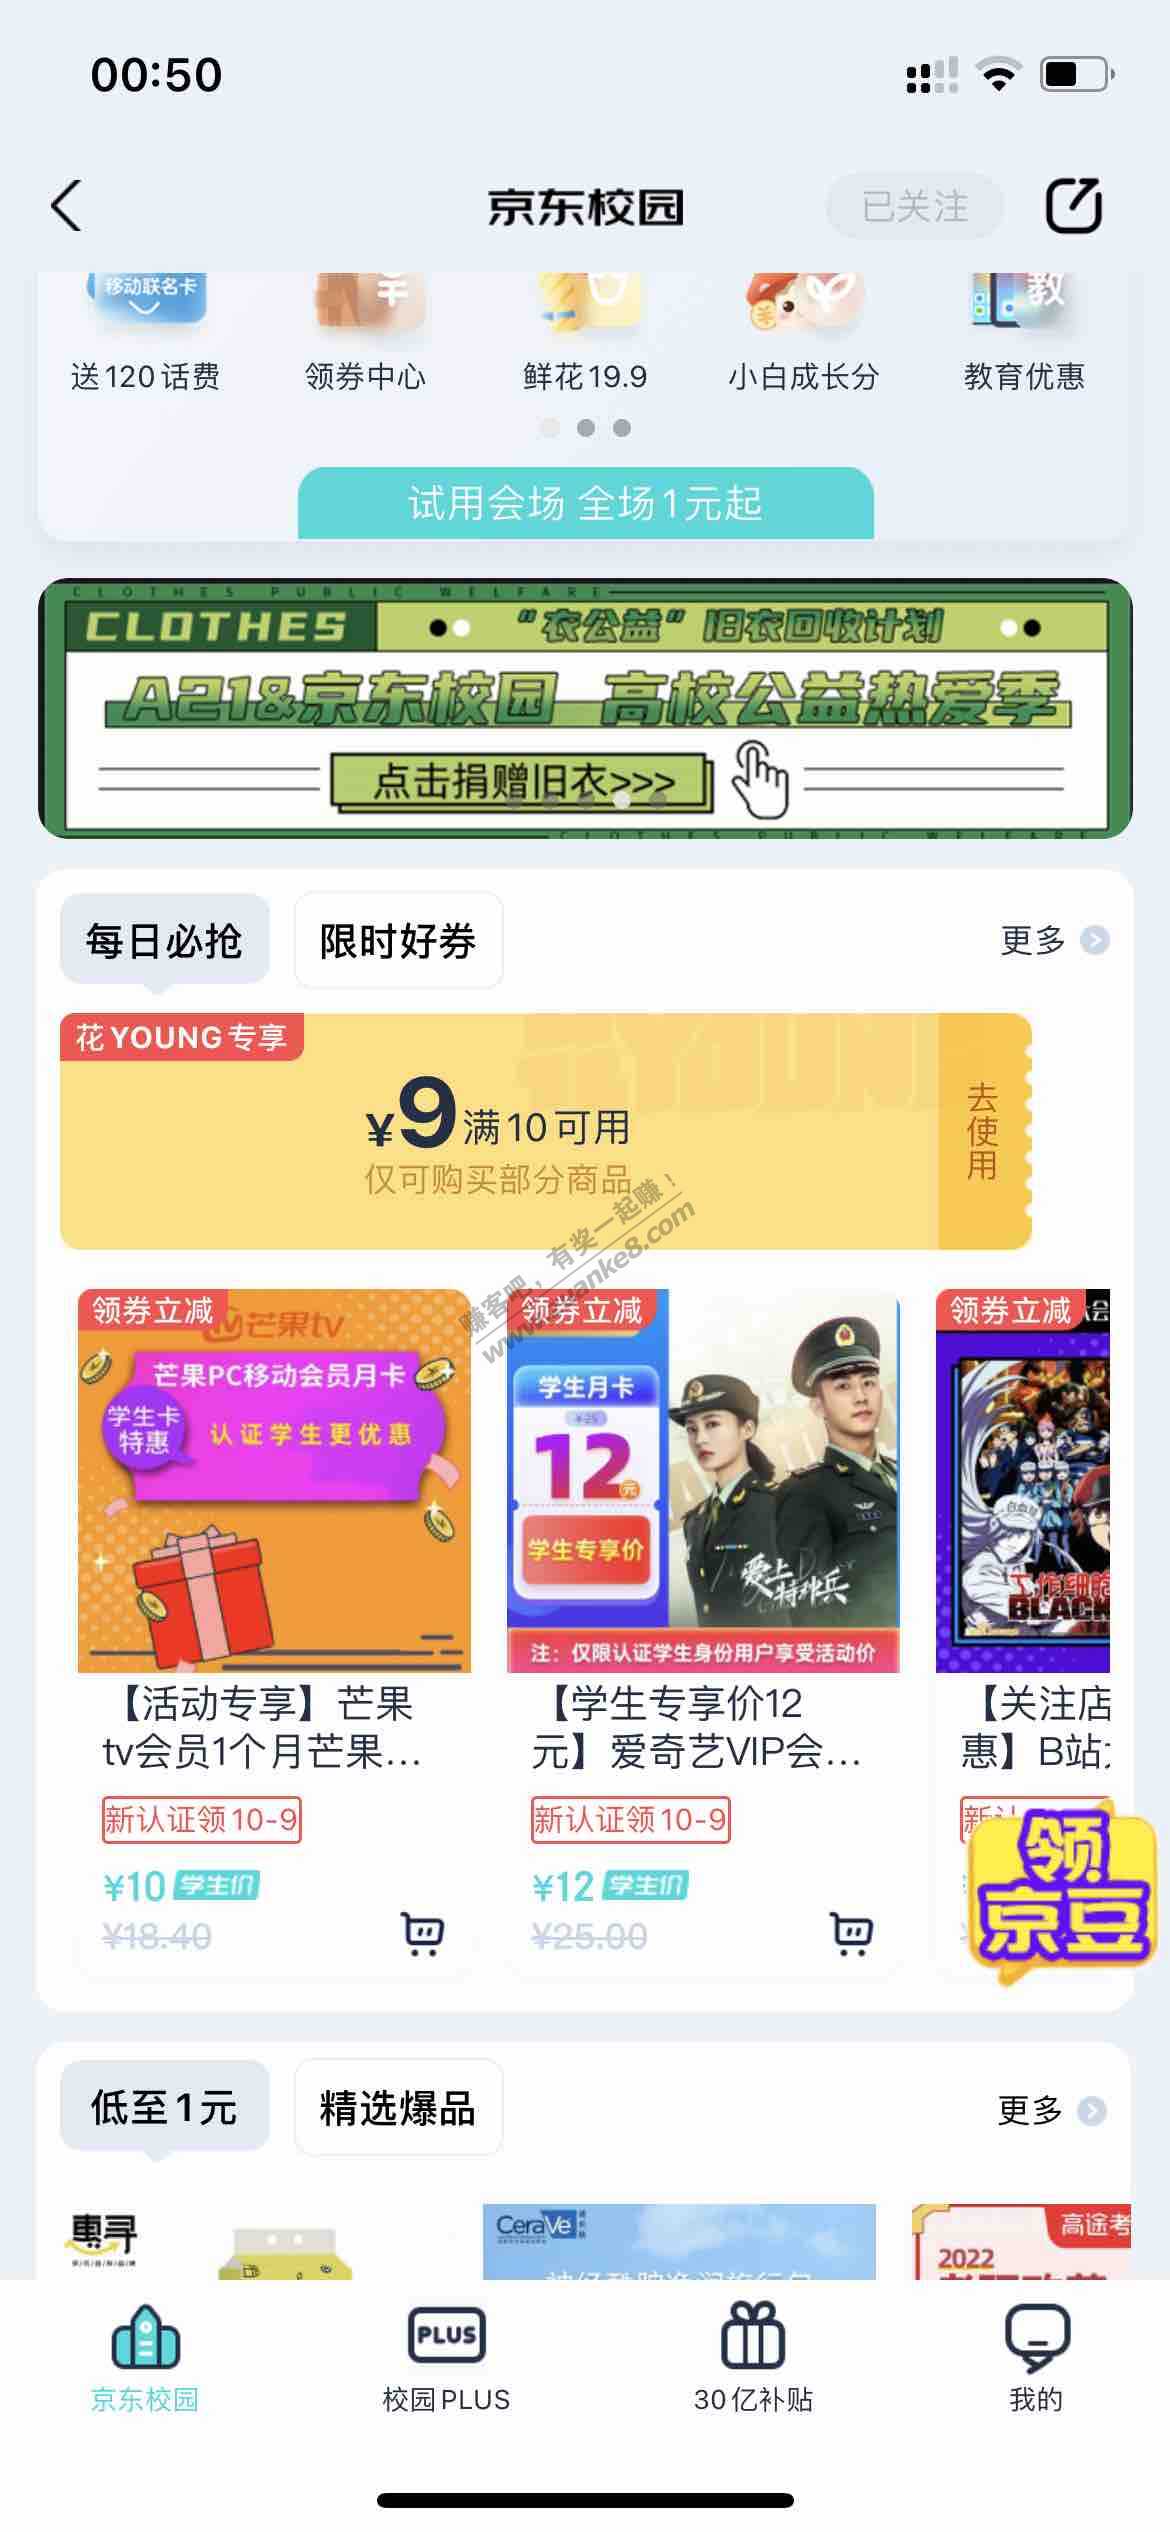 00:50
京东校园
已关注
移动联名卡
教
送120话费
领券中心
鲜花19.9
小白成长分
教育优惠
试用会场 全场1元起
CLOTHES PUBLIC WELFARE
CLOTHES
“衣公益”旧衣回收计划
A21&京东校园 高校公益热爱季
点击捐赠旧衣>>>
CLOTHES PUBLIC WELFARE
每日必抢
限时好券
更多
花YOUNG专享
¥9满10可用
仅可购买部分商品
去使用
赚客吧，有奖一起赚！
领券立减
芒果tv
芒果PC移动会员月卡
学生卡
特惠
认证学生更优惠
领券立减
学生月卡
¥25
12元
学生专享价
爱上特种兵
注：仅限认证学生身份用户享受活动价
领券立减
工作细胞
BLACK
【活动专享】芒果
tv会员1个月芒果...
【学生专享价12
元】爱奇艺VIP会...
【关注店
惠】B站
新认证领10-9
新认证领10-9
¥10 学生价
¥18.40
¥12 学生价
¥25.00
领
京豆
低至1元
精选爆品
更多
惠寻
CeraVe
高途考
2022
京东校园
PLUS
校园PLUS
30亿补贴
我的